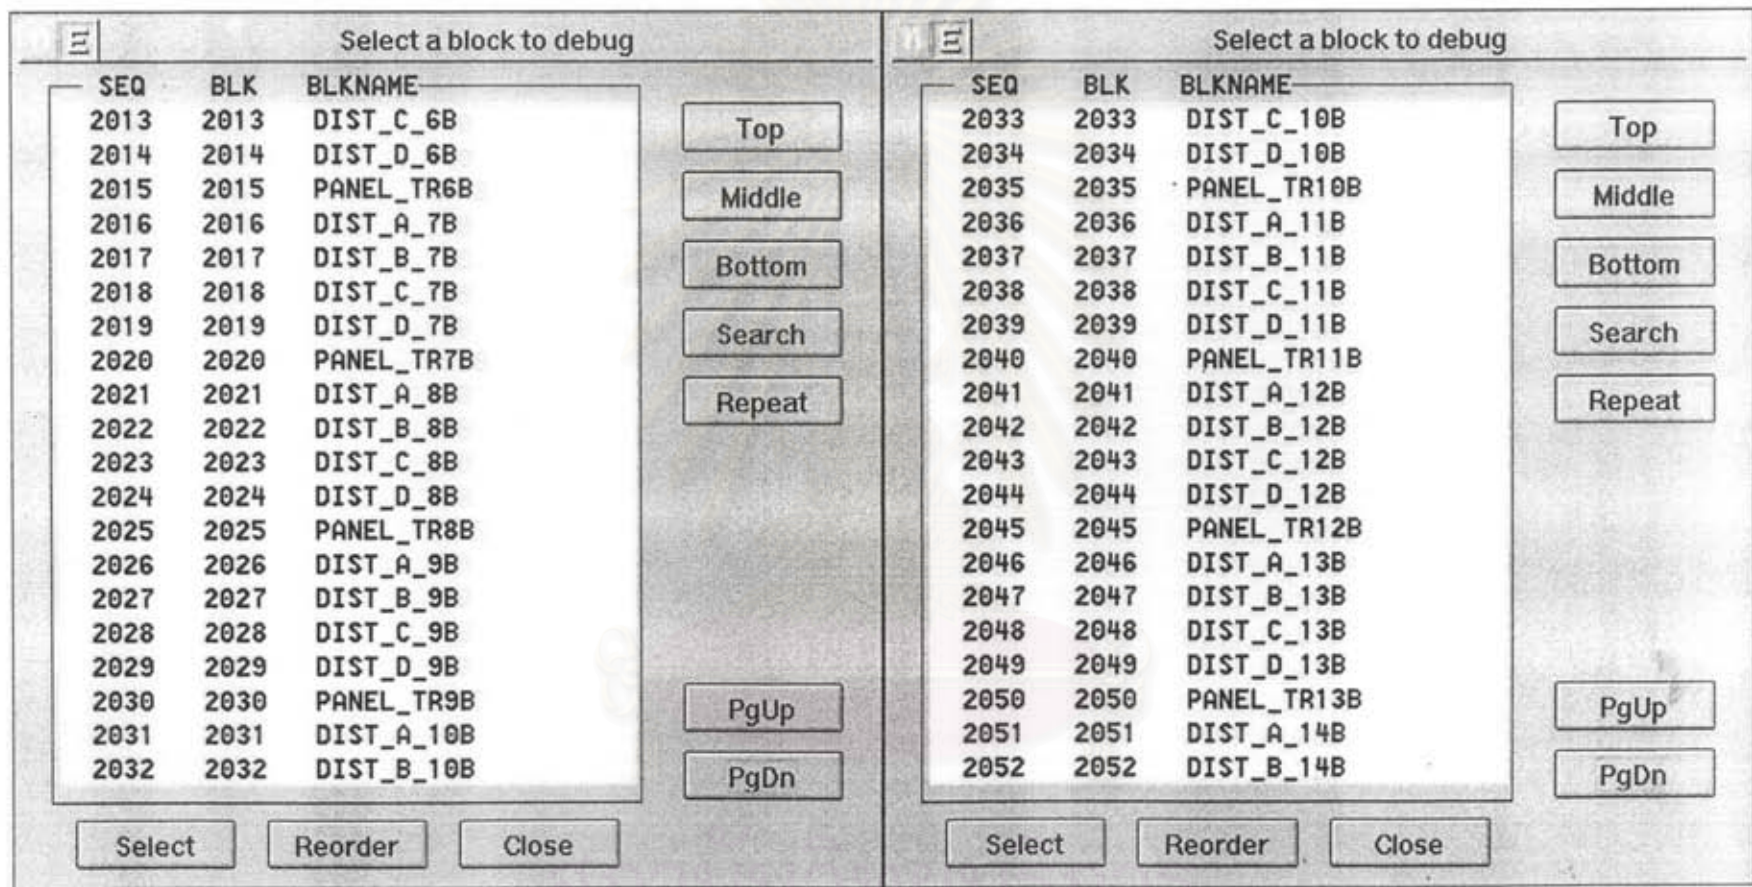 Select a block to debug
SEQ BLK BLKNAME
2013 2013 DIST_C_6B
2014 2014 DIST_D_6B
2015 2015 PANEL_TR6B
2016 2016 DIST_A_7B
2017 2017 DIST_B_7B
2018 2018 DIST_C_7B
2019 2019 DIST_D_7B
2020 2020 PANEL_TR7B
2021 2021 DIST_A_8B
2022 2022 DIST_B_8B
2023 2023 DIST_C_8B
2024 2024 DIST_D_8B
2025 2025 PANEL_TR8B
2026 2026 DIST_A_9B
2027 2027 DIST_B_9B
2028 2028 DIST_C_9B
2029 2029 DIST_D_9B
2030 2030 PANEL_TR9B
2031 2031 DIST_A_10B
2032 2032 DIST_B_10B
Top
Middle
Bottom
Search
Repeat
PgUp
PgDn
Select Reorder Close
Select a block to debug
SEQ BLK BLKNAME
2033 2033 DIST_C_10B
2034 2034 DIST_D_10B
2035 2035 PANEL_TR10B
2036 2036 DIST_A_11B
2037 2037 DIST_B_11B
2038 2038 DIST_C_11B
2039 2039 DIST_D_11B
2040 2040 PANEL_TR11B
2041 2041 DIST_A_12B
2042 2042 DIST_B_12B
2043 2043 DIST_C_12B
2044 2044 DIST_D_12B
2045 2045 PANEL_TR12B
2046 2046 DIST_A_13B
2047 2047 DIST_B_13B
2048 2048 DIST_C_13B
2049 2049 DIST_D_13B
2050 2050 PANEL_TR13B
2051 2051 DIST_A_14B
2052 2052 DIST_B_14B
Top
Middle
Bottom
Search
Repeat
PgUp
PgDn
Select Reorder Close